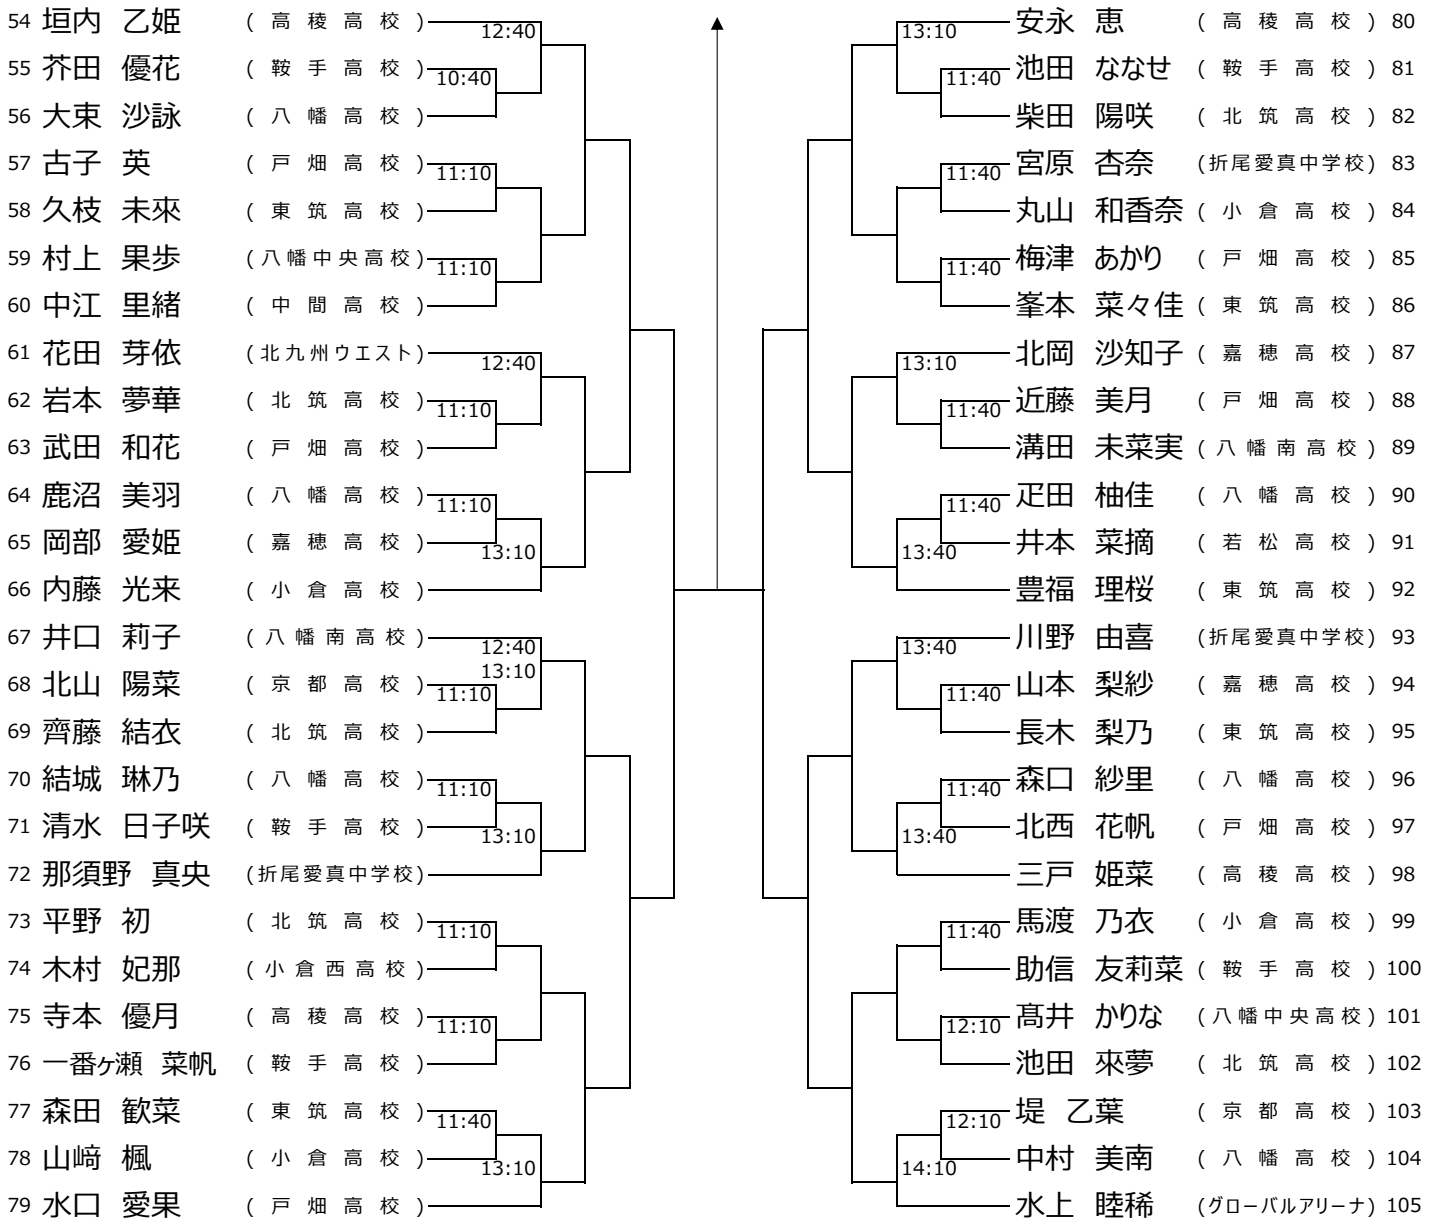 54 垣内 乙姫 ( 高 稜 高 校 ) 12:40
55 芥田 優花 ( 鞍 手 高 校 ) 10:40
56 大束 沙詠 ( 八 幡 高 校 )
57 古子 英 ( 戸 畑 高 校 ) 11:10
58 久枝 未來 ( 東 筑 高 校 )
59 村上 果歩 (八幡中央高校) 11:10
60 中江 里緒 ( 中 間 高 校 )
61 花田 芽依 (北九州ウエスト) 12:40
62 岩本 夢華 ( 北 筑 高 校 ) 11:10
63 武田 和花 ( 戸 畑 高 校 )
64 鹿沼 美羽 ( 八 幡 高 校 ) 11:10
65 岡部 愛姫 ( 嘉 穂 高 校 ) 13:10
66 内藤 光来 ( 小 倉 高 校 )
67 井口 莉子 ( 八 幡 南 高 校 ) 12:40
13:10
68 北山 陽菜 ( 京 都 高 校 ) 11:10
69 齊藤 結衣 ( 北 筑 高 校 )
70 結城 琳乃 ( 八 幡 高 校 ) 11:10
71 清水 日子咲 ( 鞍 手 高 校 ) 13:10
72 那須野 真央 (折尾愛真中学校)
73 平野 初 ( 北 筑 高 校 ) 11:10
74 木村 妃那 ( 小 倉 西 高 校 )
75 寺本 優月 ( 高 稜 高 校 ) 11:10
76 一番ヶ瀬 菜帆 ( 鞍 手 高 校 )
77 森田 歓菜 ( 東 筑 高 校 ) 11:40
78 山﨑 楓 ( 小 倉 高 校 ) 13:10
79 水口 愛果 ( 戸 畑 高 校 )
13:10 安永 恵 ( 高 稜 高 校 ) 80
11:40 池田 ななせ ( 鞍 手 高 校 ) 81
柴田 陽咲 ( 北 筑 高 校 ) 82
11:40 宮原 杏奈 (折尾愛真中学校) 83
丸山 和香奈 ( 小 倉 高 校 ) 84
11:40 梅津 あかり ( 戸 畑 高 校 ) 85
峯本 菜々佳 ( 東 筑 高 校 ) 86
13:10 北岡 沙知子 ( 嘉 穂 高 校 ) 87
11:40 近藤 美月 ( 戸 畑 高 校 ) 88
溝田 未菜実 ( 八 幡 南 高 校 ) 89
11:40 疋田 柚佳 ( 八 幡 高 校 ) 90
13:40 井本 菜摘 ( 若 松 高 校 ) 91
豊福 理桜 ( 東 筑 高 校 ) 92
13:40 川野 由喜 (折尾愛真中学校) 93
11:40 山本 梨紗 ( 嘉 穂 高 校 ) 94
長木 梨乃 ( 東 筑 高 校 ) 95
11:40 森口 紗里 ( 八 幡 高 校 ) 96
13:40 北西 花帆 ( 戸 畑 高 校 ) 97
三戸 姫菜 ( 高 稜 高 校 ) 98
11:40 馬渡 乃衣 ( 小 倉 高 校 ) 99
助信 友莉菜 ( 鞍 手 高 校 ) 100
12:10 髙井 かりな (八幡中央高校) 101
池田 來夢 ( 北 筑 高 校 ) 102
12:10 堤 乙葉 ( 京 都 高 校 ) 103
14:10 中村 美南 ( 八 幡 高 校 ) 104
水上 睦稀 (グローバルアリーナ) 105